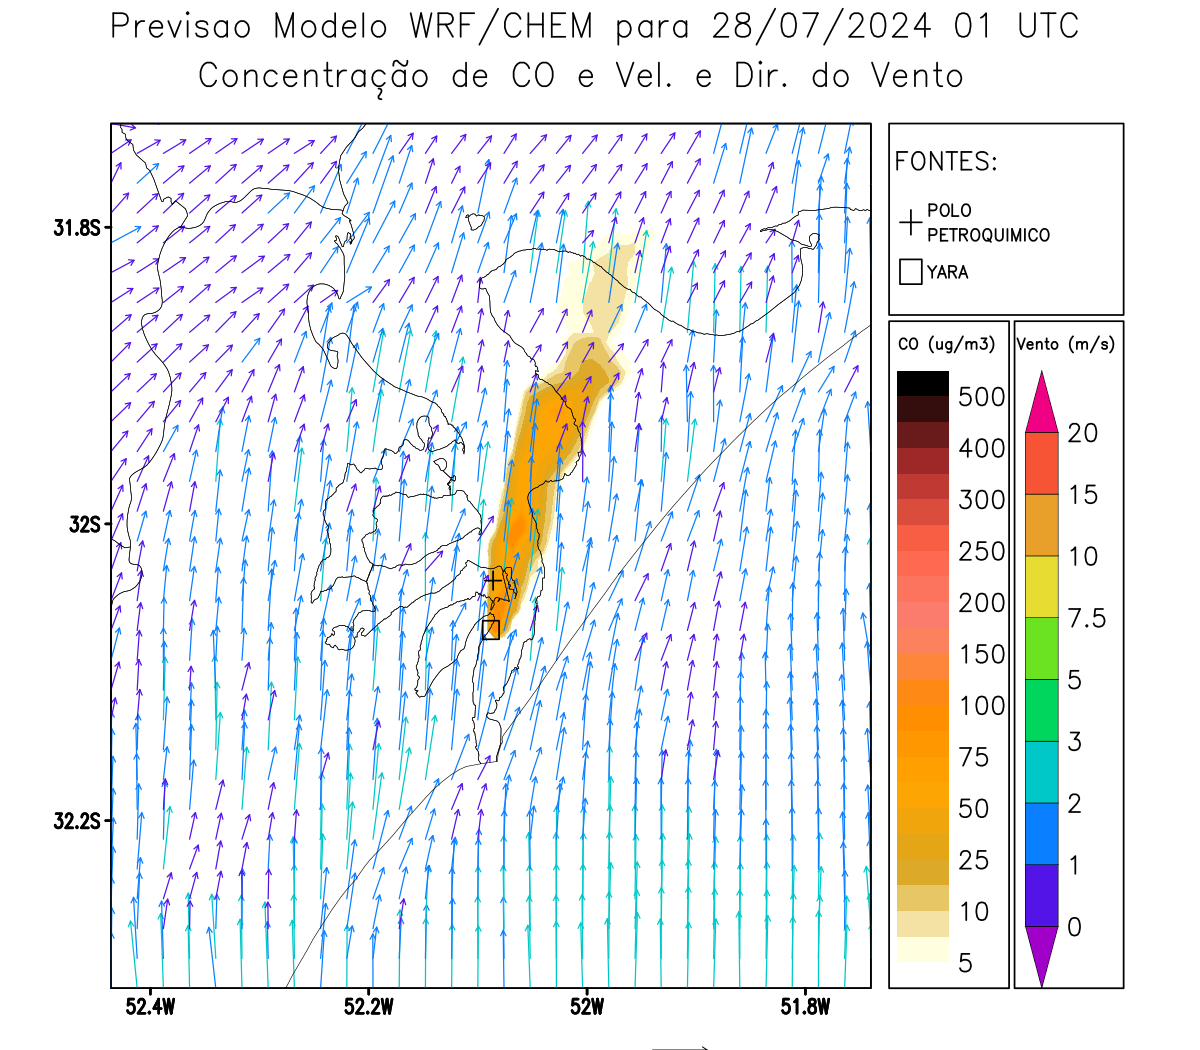 Previsao Modelo WRF/CHEM para 28/07/2024 01 UTC
Concentração de CO e Vel. e Dir. do Vento
FONTES:
POLO
PETROQUIMICO
YARA
31.8S
32S
32.2S
52.4W
52.2W
52W
51.8W
CO (ug/m3)
500
400
300
250
200
150
100
75
50
25
10
5
Vento (m/s)
20
15
10
7.5
5
3
2
1
0